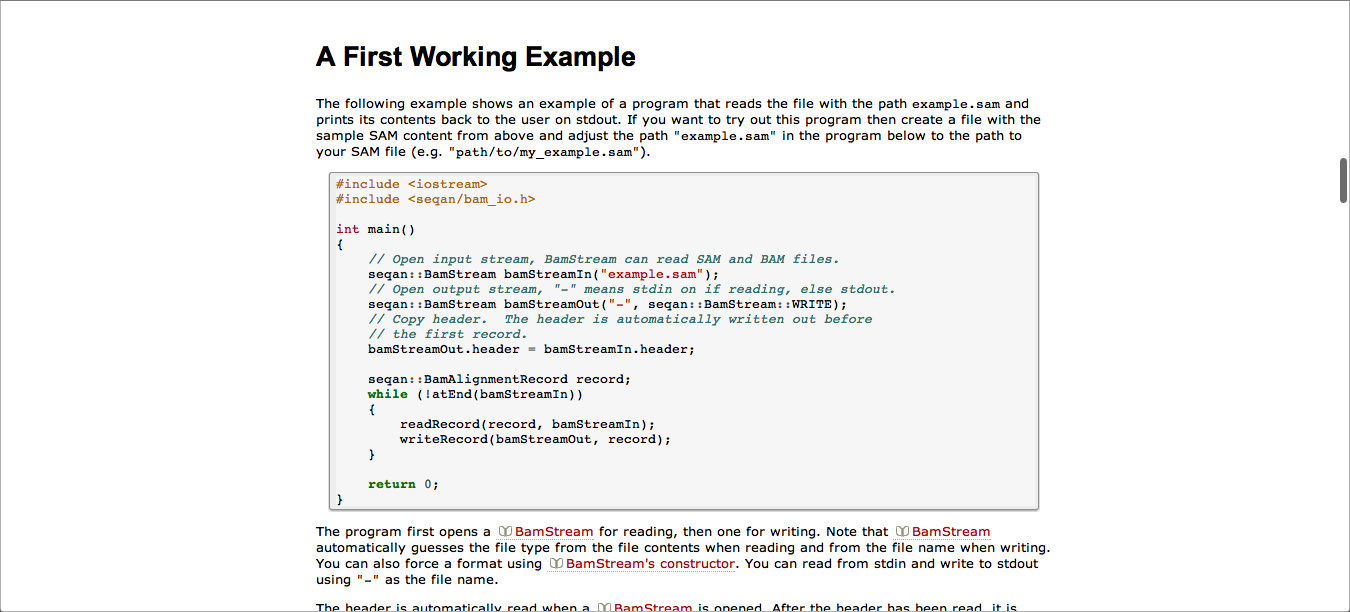 A First Working Example
The following example shows an example of a program that reads the file with the path example.sam and
prints its contents back to the user on stdout. If you want to try out this program then create a file with the
sample SAM content from above and adjust the path "example.sam" in the program below to the path to
your SAM file (e.g. "path/to/my_example.sam").
#include <iostream>
#include <seqan/bam_io.h>
int main()
{
    // Open input stream, BamStream can read SAM and BAM files.
    seqan::BamStream bamStreamIn("example.sam");
    // Open output stream, "-" means stdin on if reading, else stdout.
    seqan::BamStream bamStreamOut("-", seqan::BamStream::WRITE);
    // Copy header.  The header is automatically written out before
    // the first record.
    bamStreamOut.header = bamStreamIn.header;
    seqan::BamAlignmentRecord record;
    while (!atEnd(bamStreamIn))
    {
        readRecord(record, bamStreamIn);
        writeRecord(bamStreamOut, record);
    }
    return 0;
}
The program first opens a BamStream for reading, then one for writing. Note that BamStream
automatically guesses the file type from the file contents when reading and from the file name when writing.
You can also force a format using BamStream's constructor. You can read from stdin and write to stdout
using "-" as the file name.
The header is automatically read when a BamStream is opened. After the header has been read, it is